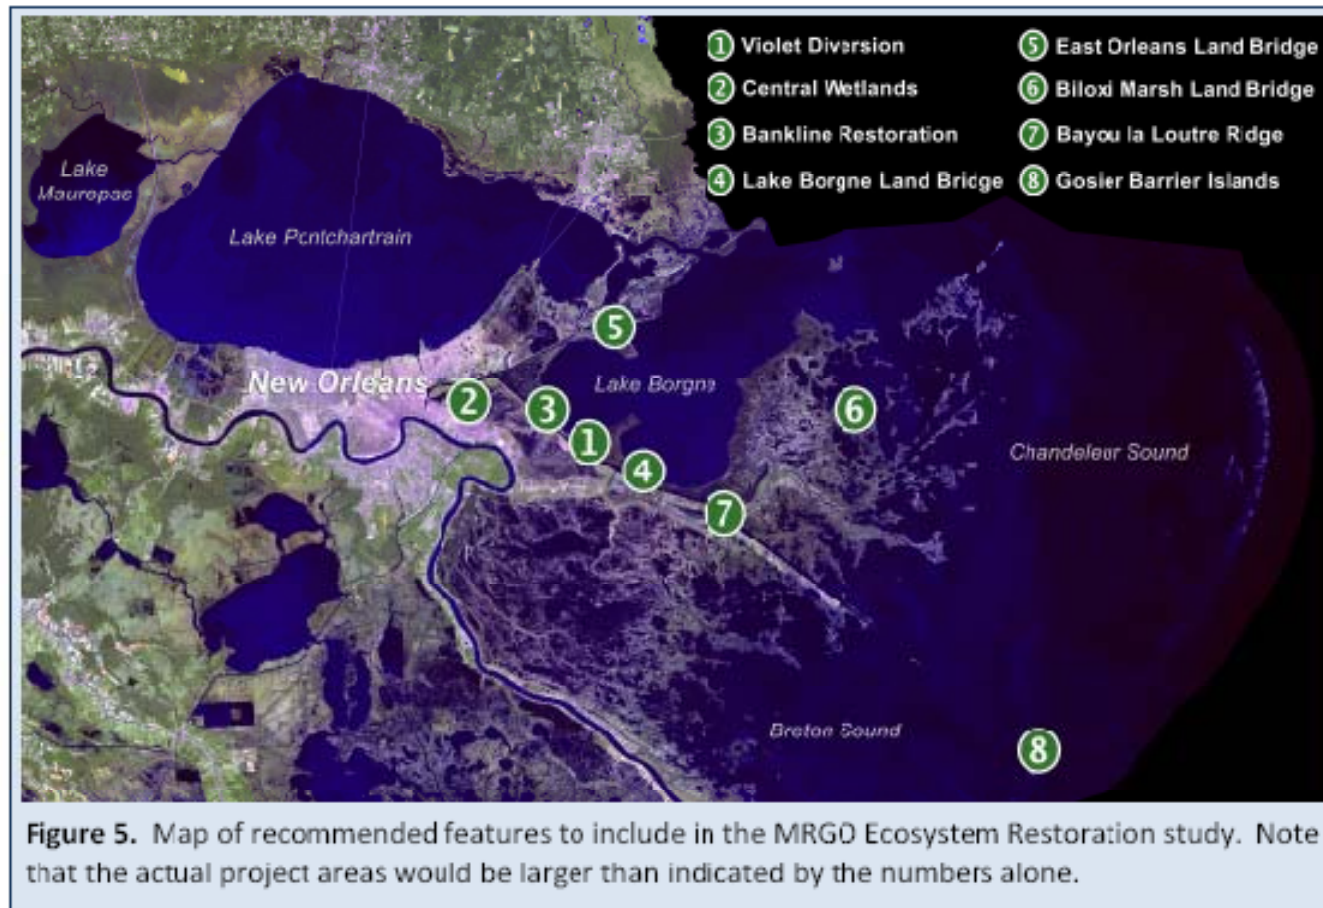 1 Violet Diversion
2 Central Wetlands
3 Bankline Restoration
4 Lake Borgne Land Bridge
5 East Orleans Land Bridge
6 Biloxi Marsh Land Bridge
7 Bayou la Loutre Ridge
8 Gosier Barrier Islands
Lake
Maurepas
Lake Pontchartrain
5
New Orleans
Lake Borgne
2
3
6
1
4
Chandeleur Sound
7
Breton Sound
8
Figure 5. Map of recommended features to include in the MRGO Ecosystem Restoration study. Note
that the actual project areas would be larger than indicated by the numbers alone.